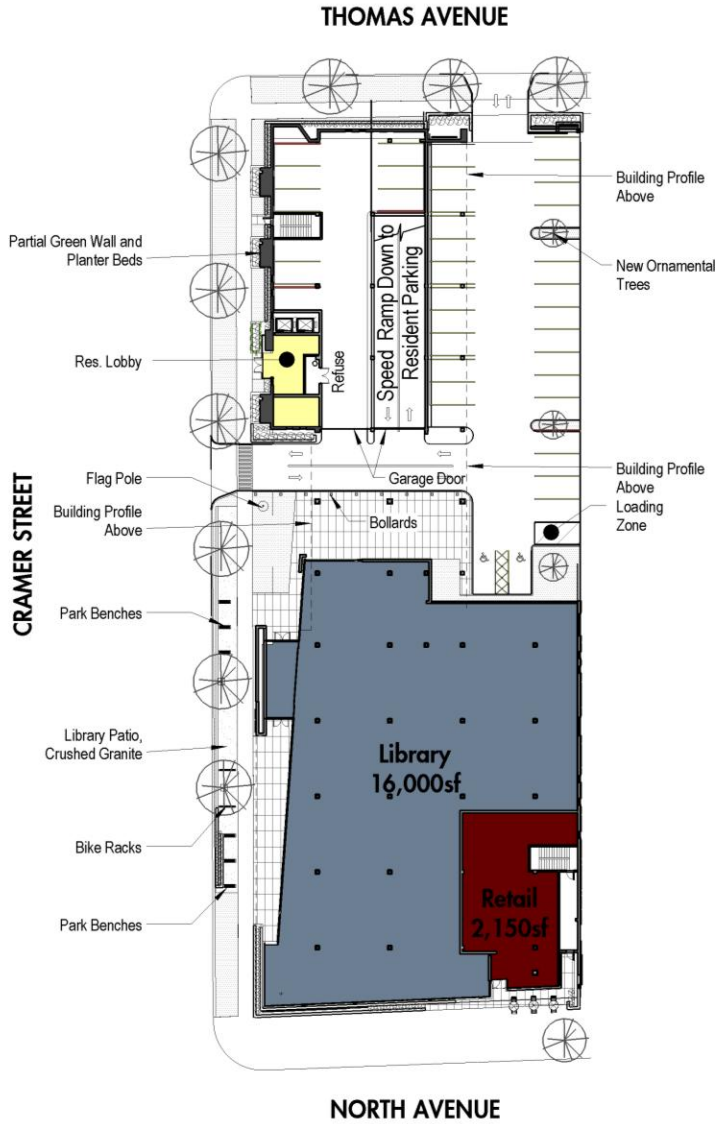 THOMAS AVENUE
Building Profile
Above
Partial Green Wall and
Planter Beds
New Ornamental
Trees
Speed Ramp Down to
Resident Parking
Res. Lobby
Refuse
Flag Pole
Garage Door
Building Profile
Above
Loading
Zone
Building Profile
Above
Bollards
CRAMER STREET
Park Benches
Library Patio,
Crushed Granite
Library
16,000sf
Bike Racks
Retail
2,150sf
Park Benches
NORTH AVENUE